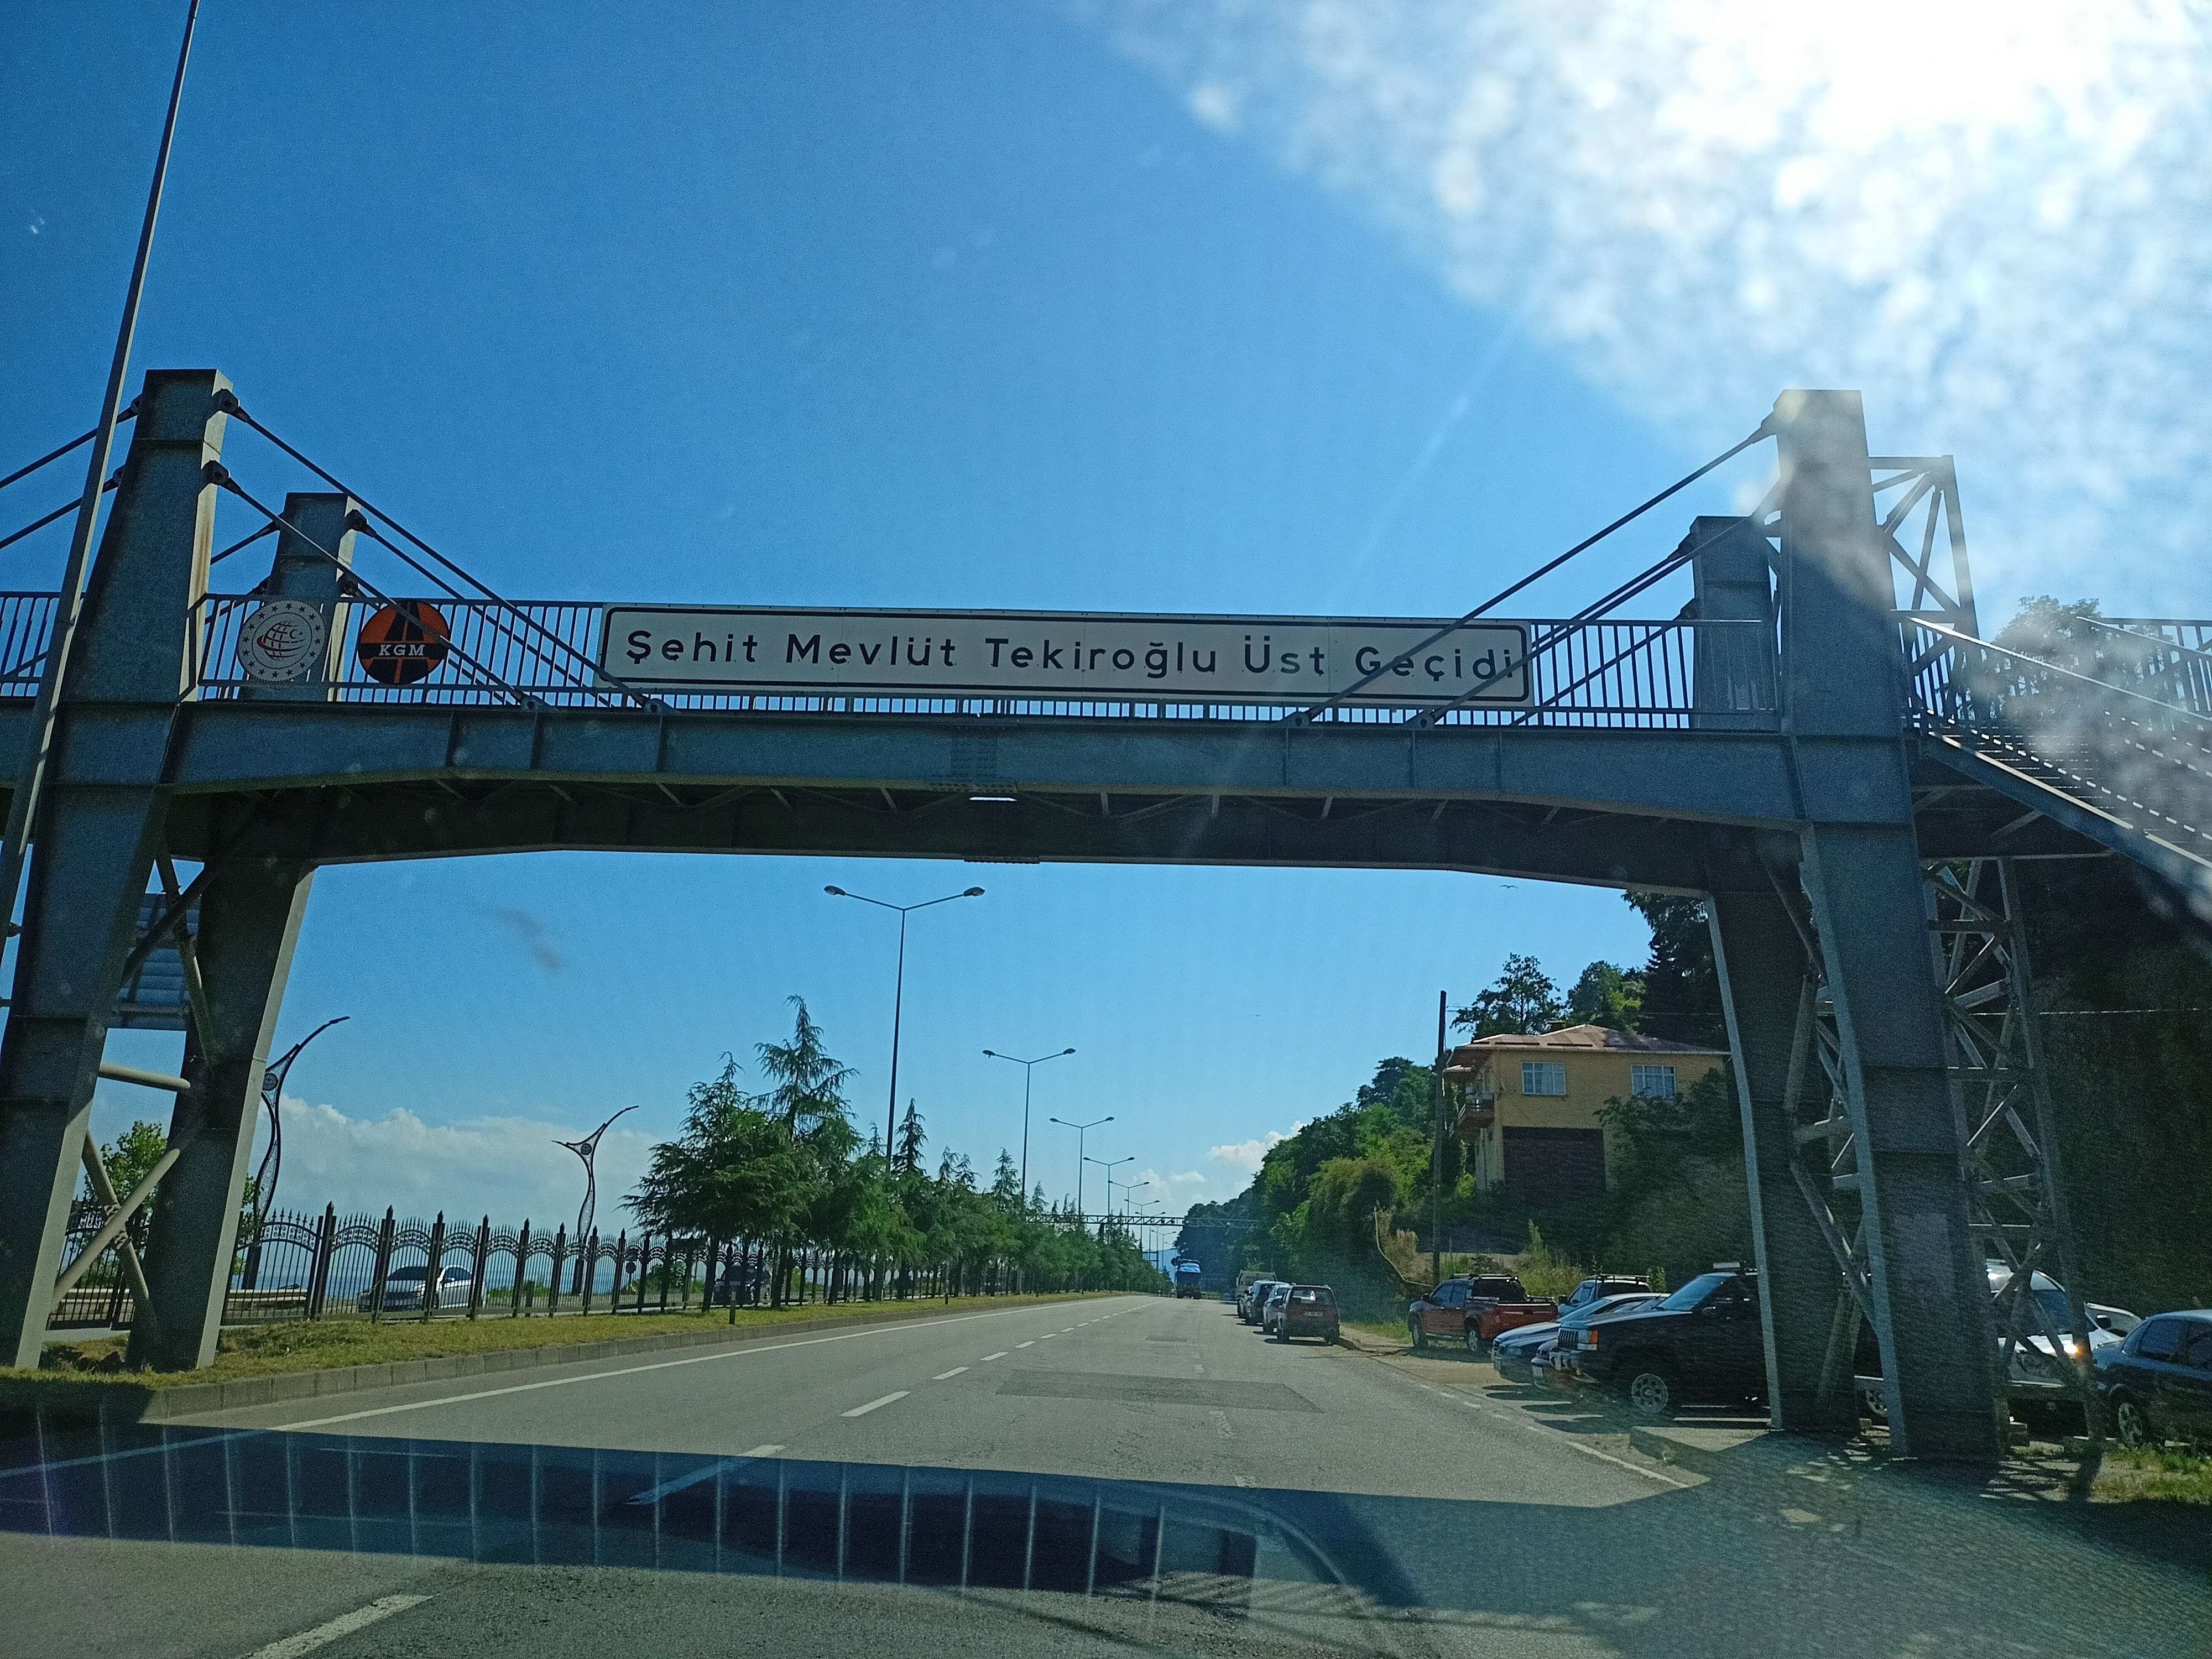 KGM
Şehit Mevlüt Tekiroğlu Üst Geçidi